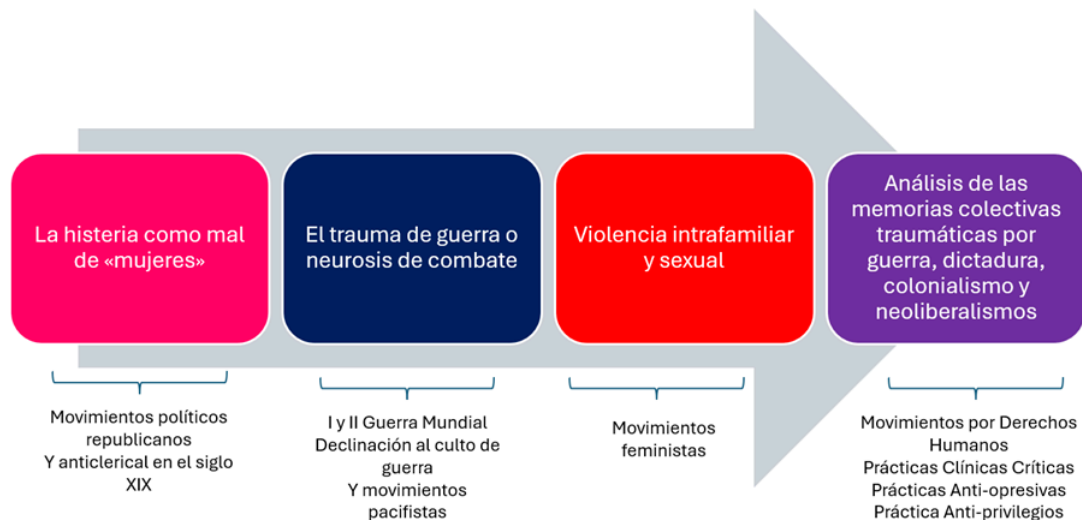 La histeria como mal
de «mujeres»
El trauma de guerra o
neurosis de combate
Violencia intrafamiliar
y sexual
Análisis de las
memorias colectivas
traumáticas por
guerra, dictadura,
colonialismo y
neoliberalismos
Movimientos políticos
republicanos
Y anticlerical en el siglo
XIX
I y II Guerra Mundial
Declinación al culto de
guerra
Y movimientos
pacifistas
Movimientos
feministas
Movimientos por Derechos
Humanos
Prácticas Clínicas Críticas
Prácticas Anti-opresivas
Práctica Anti-privilegios